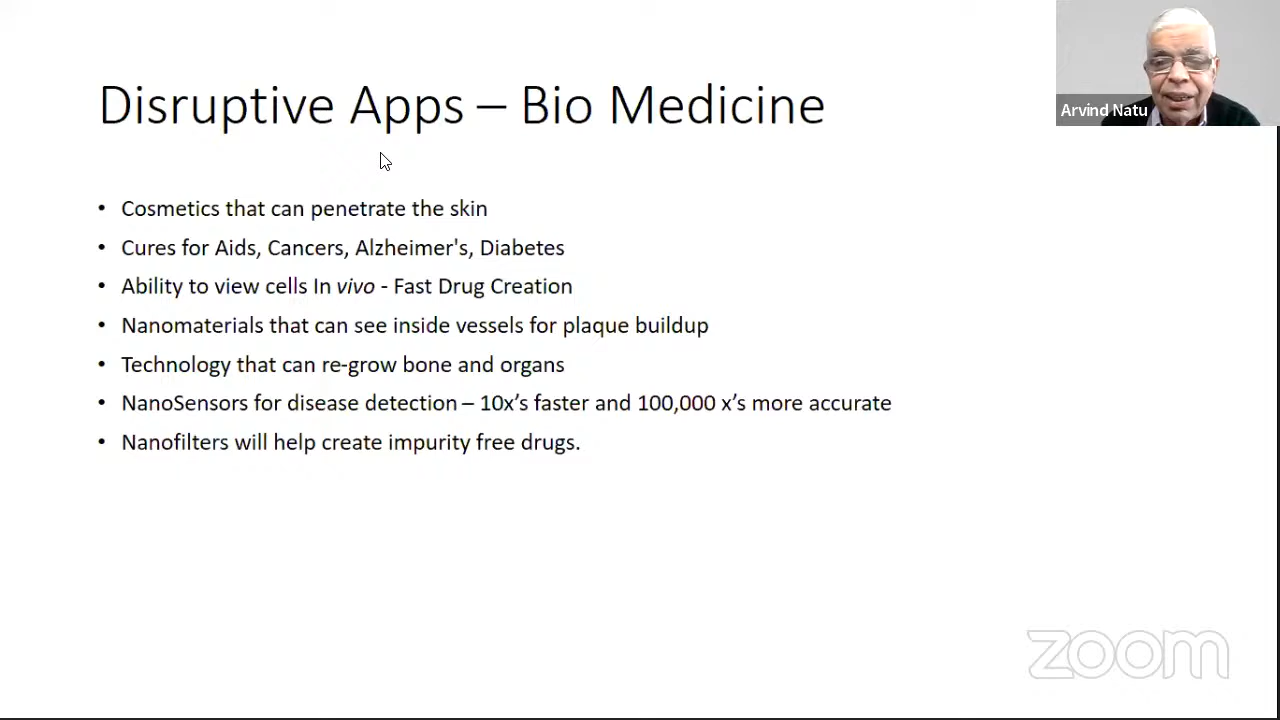 Disruptive Apps – Bio Medicine
Arvind Natu
• Cosmetics that can penetrate the skin
• Cures for Aids, Cancers, Alzheimer's, Diabetes
• Ability to view cells In vivo - Fast Drug Creation
• Nanomaterials that can see inside vessels for plaque buildup
• Technology that can re-grow bone and organs
• NanoSensors for disease detection – 10x’s faster and 100,000 x’s more accurate
• Nanofilters will help create impurity free drugs.
zoom